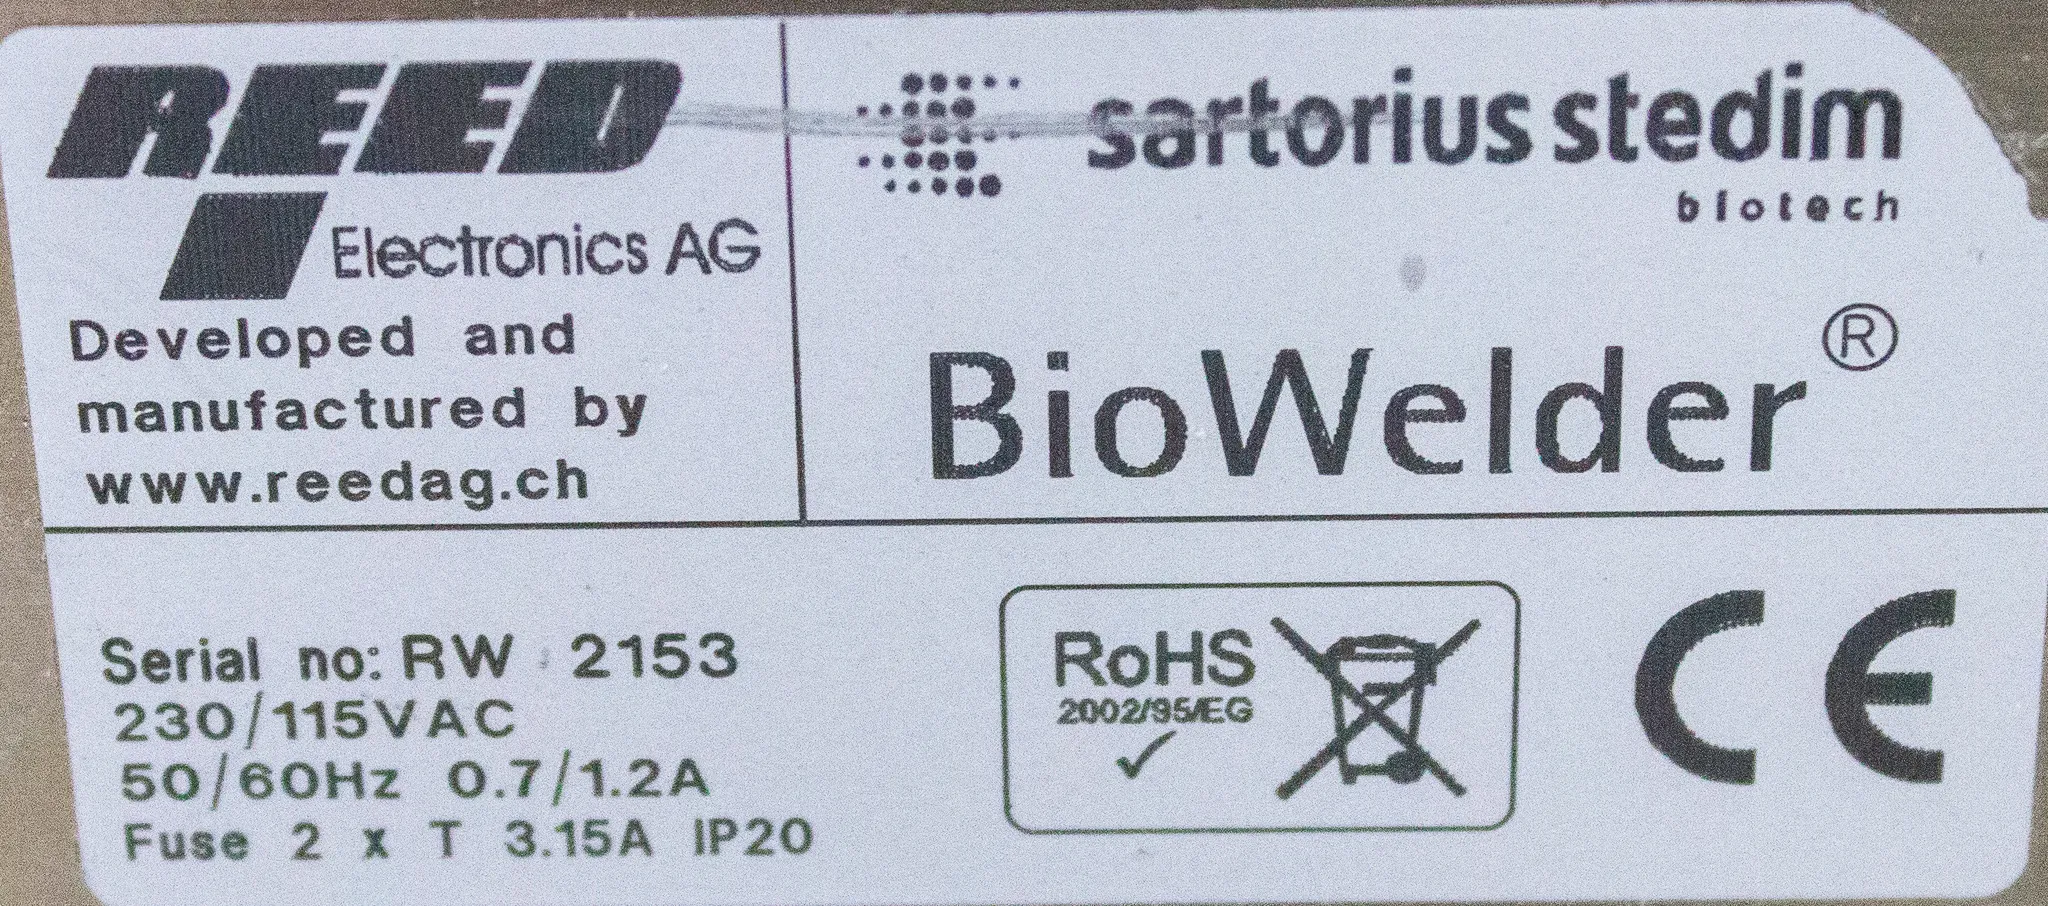 REED
Electronics AG
Developed and
manufactured by
www.reedag.ch
sartorius stedim
biotech
BioWelder®
Serial no: RW 2153
230/115VAC
50/60Hz 0.7/1.2A
Fuse 2 x T 3.15A IP20
RoHS
2002/95/EG
CE